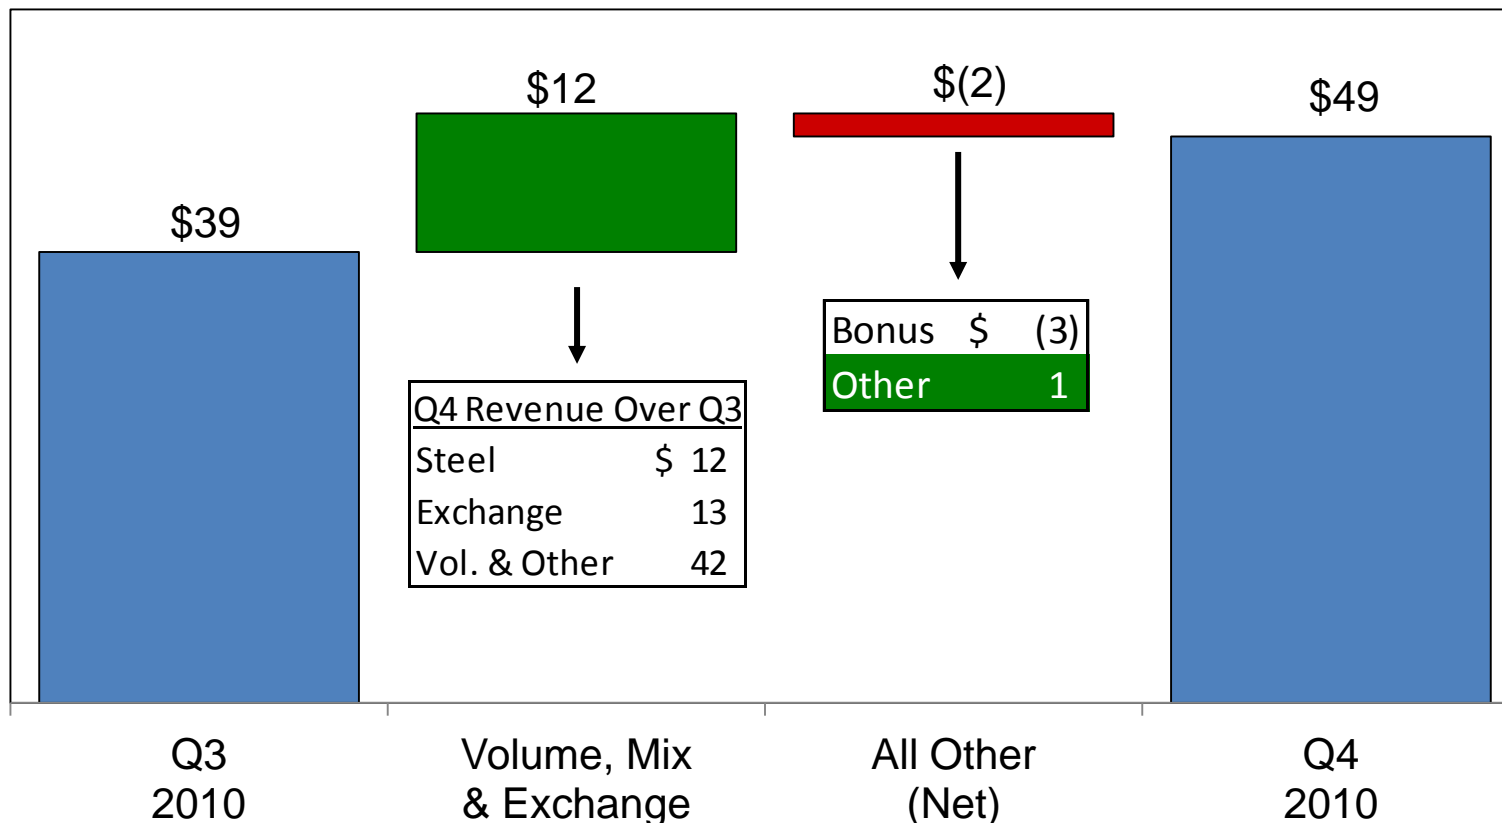 $39
$12
$(2)
$49
Q4 Revenue Over Q3
Steel $ 12
Exchange 13
Vol. & Other 42
Bonus $ (3)
Other 1
Q3
2010
Volume, Mix
& Exchange
All Other
(Net)
Q4
2010